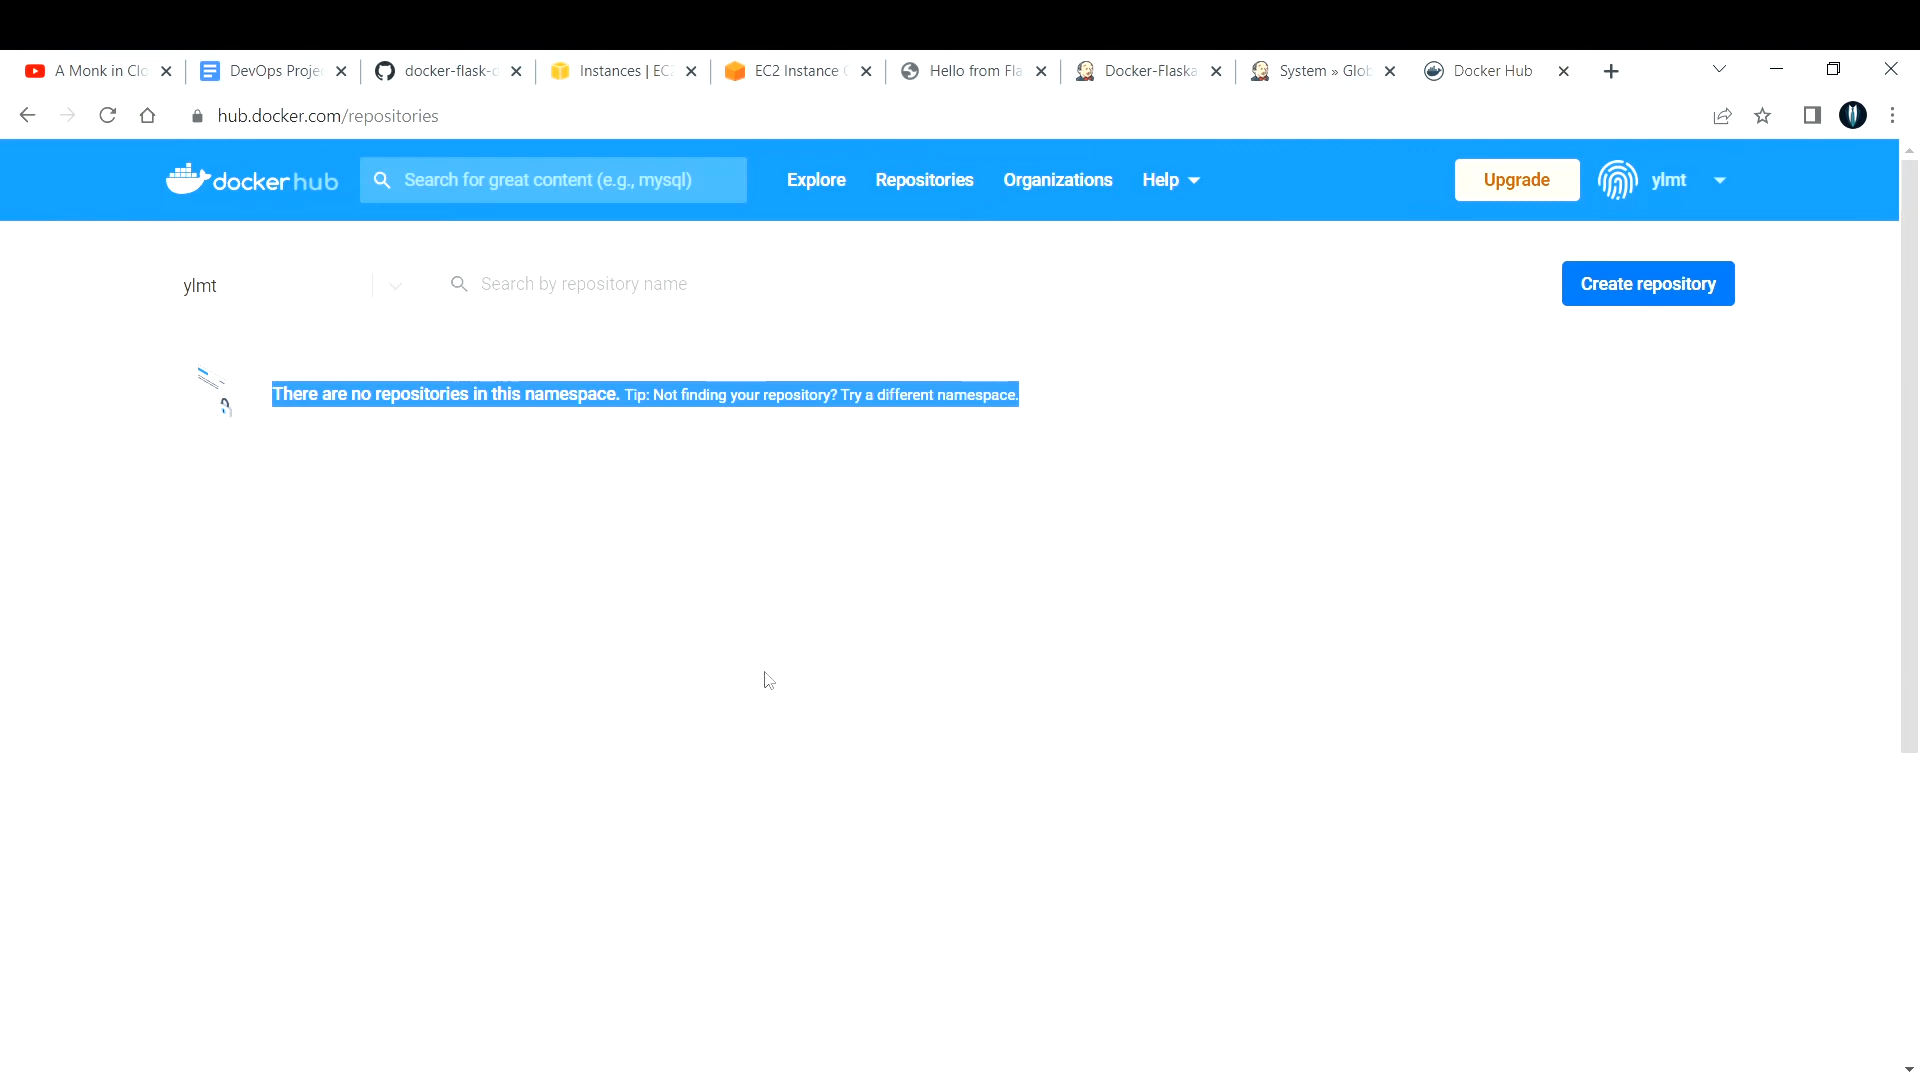 A Monk in Clo
DevOps Projec
docker-flask-c
Instances | EC2
EC2 Instance C
Hello from Fla
Docker-Flaska
System » Glob
Docker Hub
hub.docker.com/repositories
docker hub
Search for great content (e.g., mysql)
Explore
Repositories
Organizations
Help
Upgrade
ylmt
ylmt
Search by repository name
Create repository
There are no repositories in this namespace. Tip: Not finding your repository? Try a different namespace.